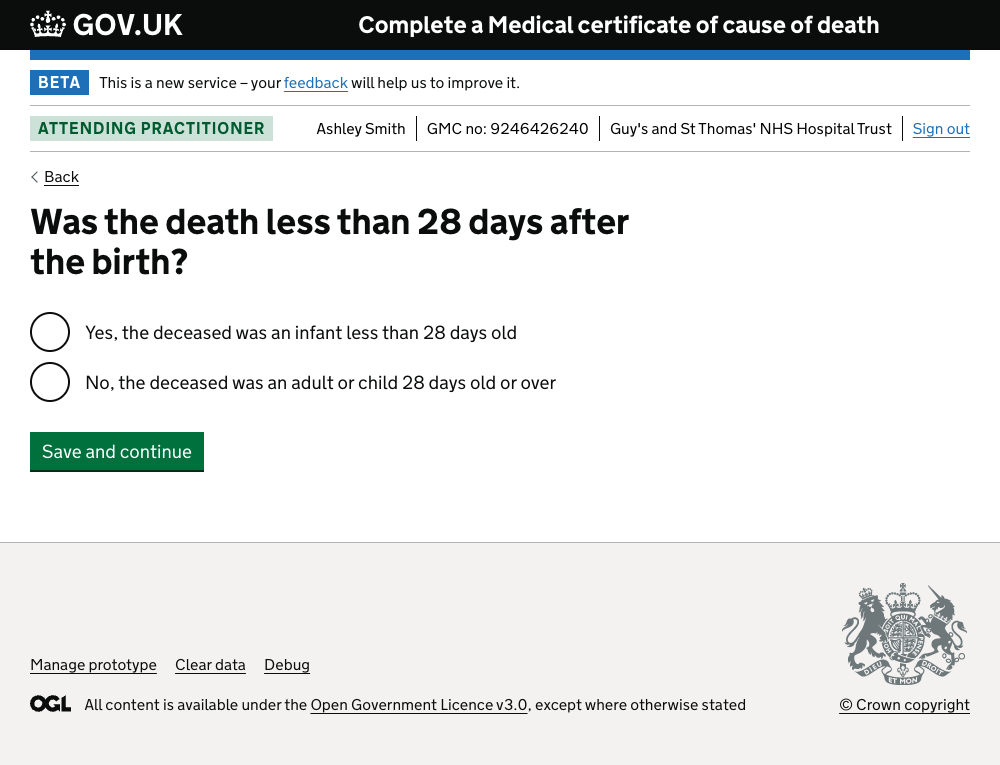 GOV.UK Complete a Medical certificate of cause of death
BETA This is a new service – your feedback will help us to improve it.
ATTENDING PRACTITIONER Ashley Smith GMC no: 9246426240 Guy's and St Thomas' NHS Hospital Trust Sign out
Back
Was the death less than 28 days after
the birth?
Yes, the deceased was an infant less than 28 days old
No, the deceased was an adult or child 28 days old or over
Save and continue
DIEU ET MON DROIT
Manage prototype Clear data Debug
OGL All content is available under the Open Government Licence v3.0, except where otherwise stated
© Crown copyright